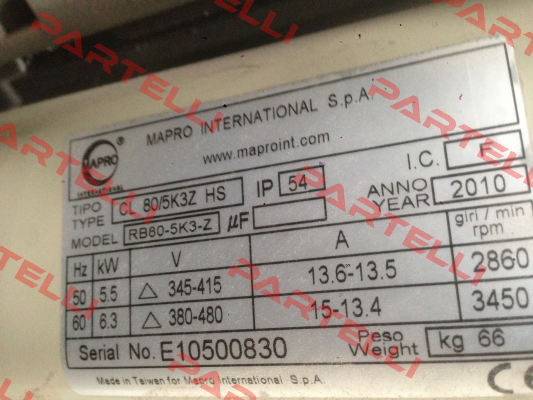 MAPRO INTERNATIONAL S.p.A.
www.maproint.com
MAPRO
INTERNATIONAL
®
I.C. F
TIPO
TYPE CL 80/5K3Z HS IP 54 ANNO
YEAR 2010
MODEL RB80-5K3-Z µF
Hz kW V A giri / min
rpm
50 5.5 △ 345-415 13.6-13.5 2860
60 6.3 △ 380-480 15-13.4 3450
Serial No. E10500830 Peso
Weight kg 66
Made in Taiwan for Mapro International S.p.A.
CE
PARTELLI
PARTELLI
PARTELLI
PARTELLI
PARTELLI